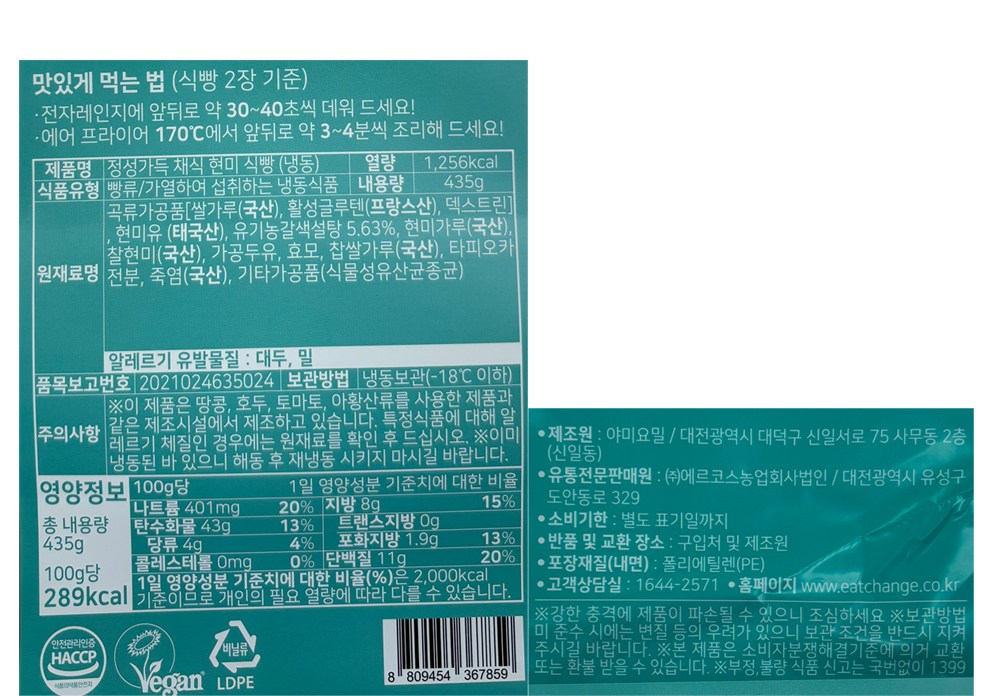 맛있게 먹는 법 (식빵 2장 기준)
·전자레인지에 앞뒤로 약 30~40초씩 데워 드세요!
·에어 프라이어 170℃에서 앞뒤로 약 3~4분씩 조리해 드세요!
제품명 정성가득 채식 현미 식빵 (냉동) 열량 1,256kcal
식품유형 빵류/가열하여 섭취하는 냉동식품 내용량 435g
원재료명
곡류가공품[쌀가루(국산), 활성글루텐(프랑스산), 덱스트린]
, 현미유 (태국산), 유기농갈색설탕 5.63%, 현미가루(국산),
찰현미(국산), 가공두유, 효모, 찹쌀가루(국산), 타피오카
전분, 죽염(국산), 기타가공품(식물성유산균종균)
알레르기 유발물질 : 대두, 밀
품목보고번호 2021024635024 보관방법 냉동보관(-18℃ 이하)
주의사항
※이 제품은 땅콩, 호두, 토마토, 아황산류를 사용한 제품과
같은 제조시설에서 제조하고 있습니다. 특정식품에 대해 알
레르기 체질인 경우에는 원재료를 확인 후 드십시오. ※이미
냉동된 바 있으니 해동 후 재냉동 시키지 마시길 바랍니다.
영양정보
총 내용량
435g
100g당
289kcal
100g당 1일 영양성분 기준치에 대한 비율
나트륨 401mg 20% 지방 8g 15%
탄수화물 43g 13% 트랜스지방 0g
당류 4g 4% 포화지방 1.9g 13%
콜레스테롤 0mg 0% 단백질 11g 20%
1일 영양성분 기준치에 대한 비율(%)은 2,000kcal
기준이므로 개인의 필요 열량에 따라 다를 수 있습니다.
안전관리인증
HACCP
식품의약품안전처
Vegan
비닐류
LDPE
8 809454 367859
•제조원 : 야미요밀 / 대전광역시 대덕구 신일서로 75 사무동 2층
(신일동)
•유통전문판매원 : ㈜에르코스농업회사법인 / 대전광역시 유성구
도안동로 329
•소비기한 : 별도 표기일까지
•반품 및 교환 장소 : 구입처 및 제조원
•포장재질(내면) : 폴리에틸렌(PE)
•고객상담실 : 1644-2571 •홈페이지 www.eatchange.co.kr
※강한 충격에 제품이 파손될 수 있으니 조심하세요 ※보관방법
미 준수 시에는 변질 등의 우려가 있으니 보관 조건을 반드시 지켜
주시길 바랍니다. ※본 제품은 소비자분쟁해결기준에 의거 교환
또는 환불 받을 수 있습니다. ※부정,불량 식품 신고는 국번없이 1399